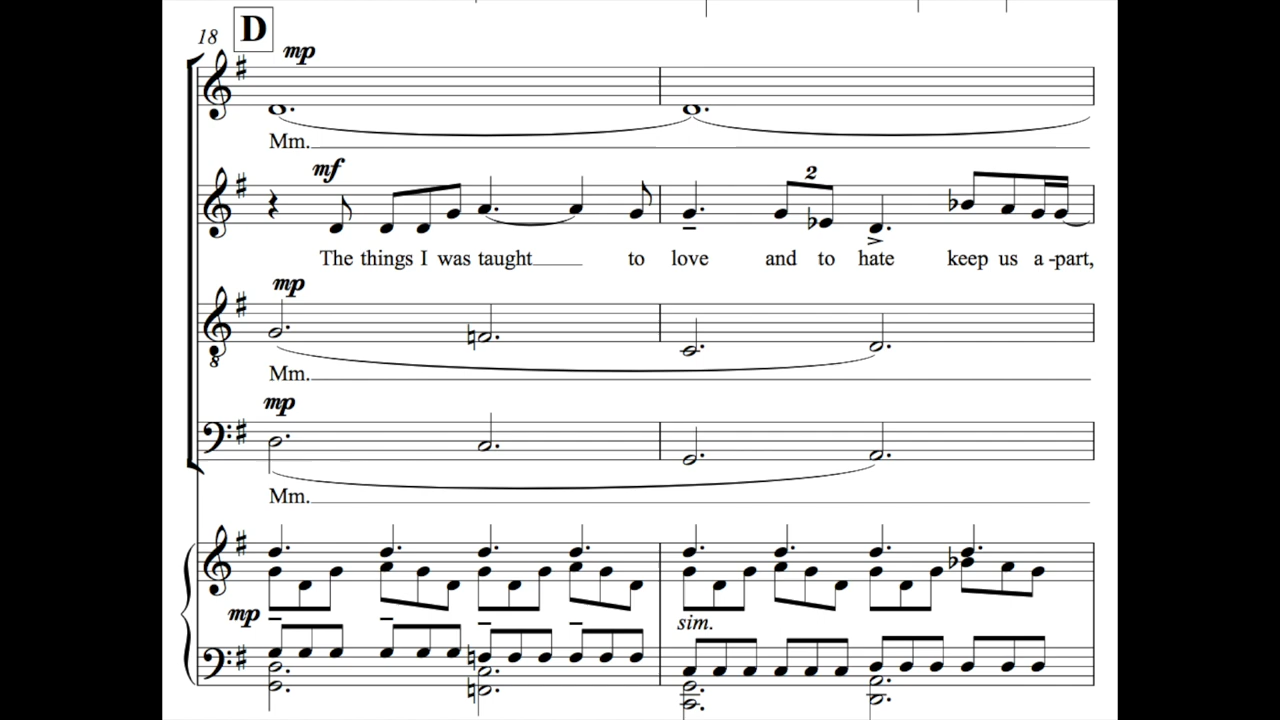 18 D
mp
Mm.
mf 2
The things I was taught to love and to hate keep us a -part,
mp
8
Mm.
mp
Mm.
mp sim.